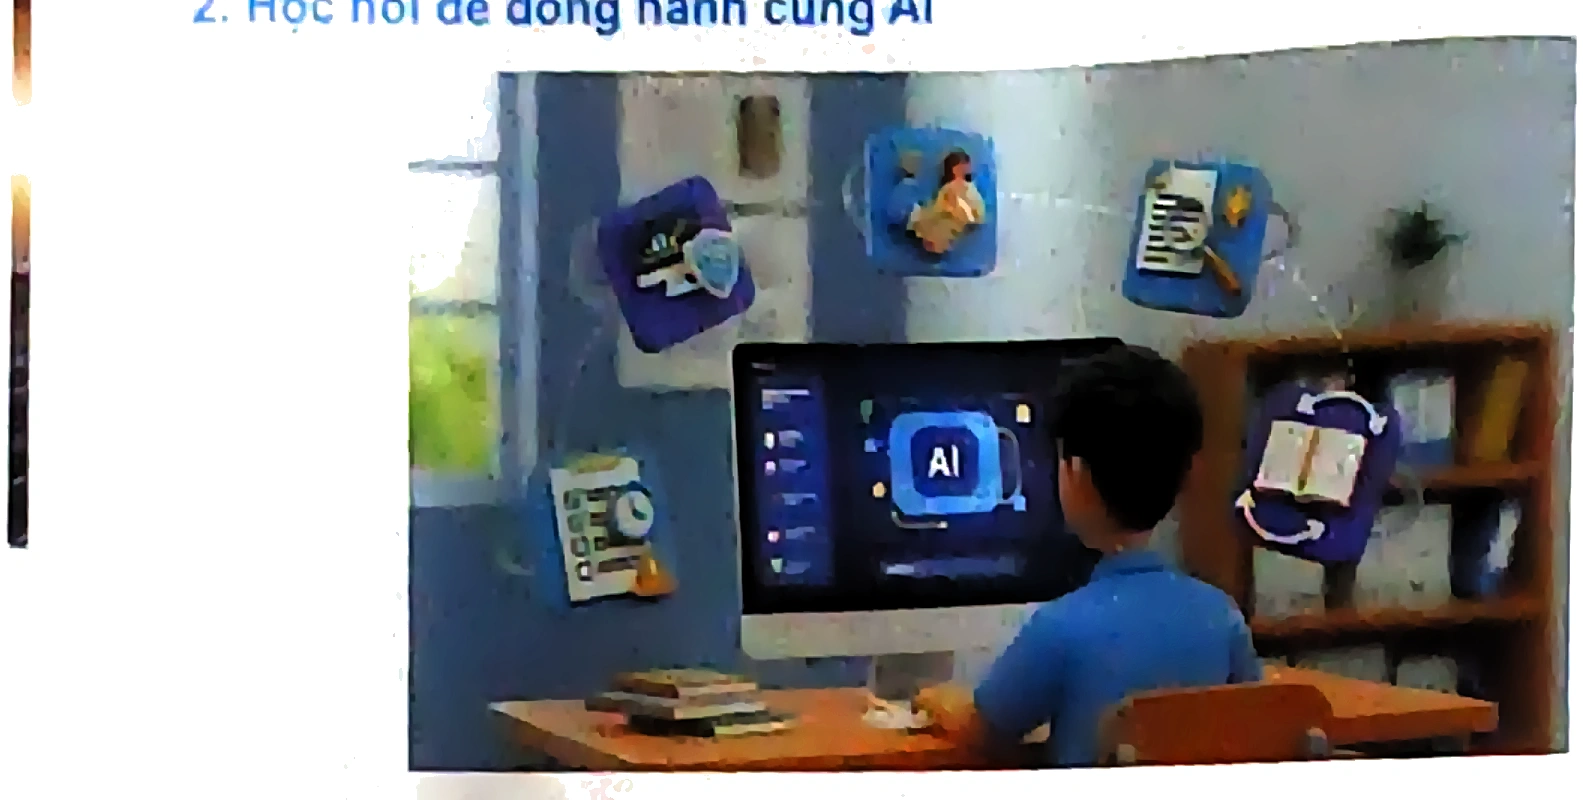 2. Học hỏi để đồng hành cùng AI
AI